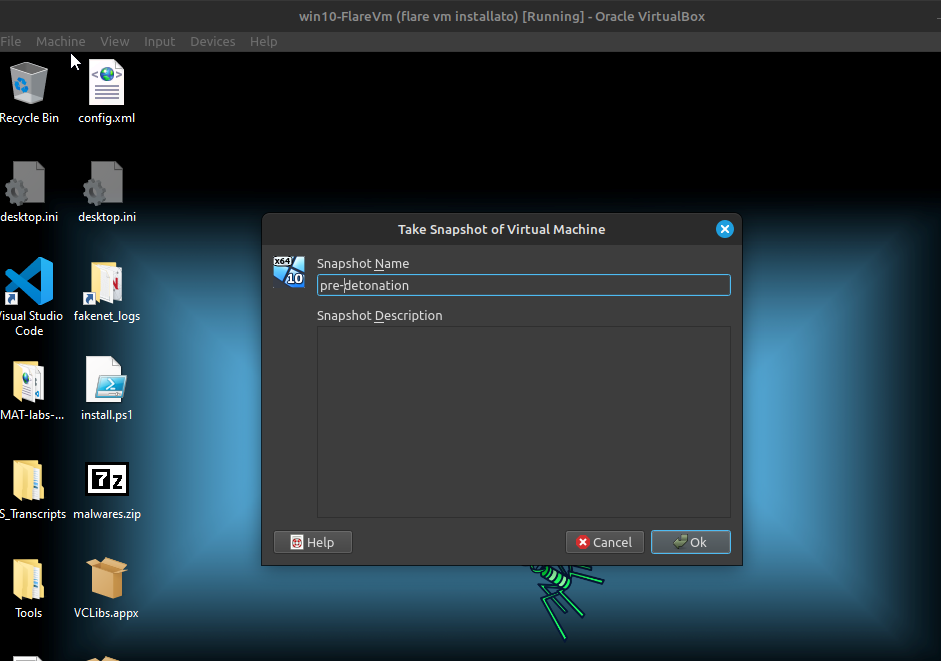 win10-FlareVm (flare vm installato) [Running] - Oracle VirtualBox
File Machine View Input Devices Help
Recycle Bin
config.xml
desktop.ini
desktop.ini
Visual Studio
Code
fakenet_logs
MAT-labs-...
install.ps1
S_Transcripts
7z
malwares.zip
Tools
VCLibs.appx
Take Snapshot of Virtual Machine
x64
10
Snapshot Name
pre-detonation
Snapshot Description
Help
Cancel
Ok